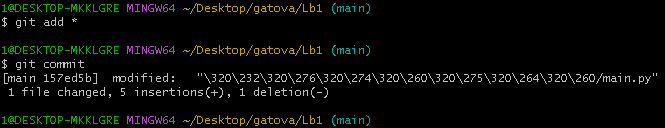 1@DESKTOP-MKKLGRE MINGW64 ~/Desktop/gatova/Lb1 (main)
$ git add *
1@DESKTOP-MKKLGRE MINGW64 ~/Desktop/gatova/Lb1 (main)
$ git commit
[main 157ed5b]  modified:   "\320\232\320\276\320\274\320\260\320\275\320\264\320\260/main.py"
 1 file changed, 5 insertions(+), 1 deletion(-)
1@DESKTOP-MKKLGRE MINGW64 ~/Desktop/gatova/Lb1 (main)